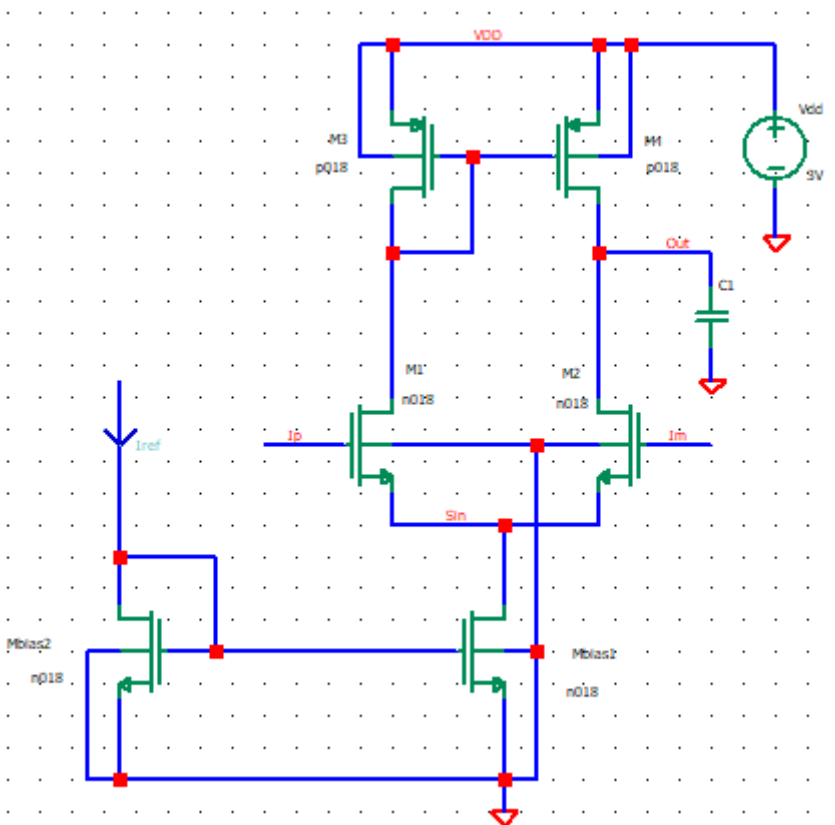 VDD
Vdd
M3
M4
p018
p018
3V
Out
C1
M1
M2
n018
n018
Iref
Ip
Im
Sin
Mbias2
Mbias1
n018
n018